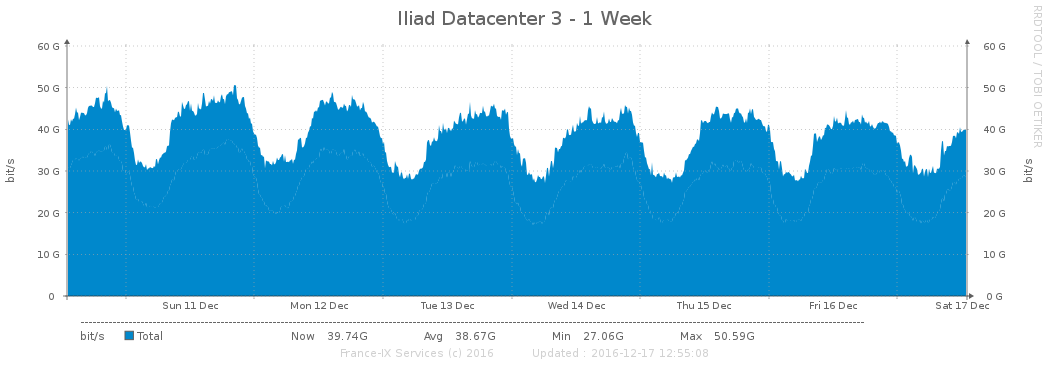 Iliad Datacenter 3 - 1 Week
RRDTOOL / TOBI OETIKER
60 G 60 G
50 G 50 G
40 G 40 G
30 G 30 G
20 G 20 G
10 G 10 G
0 0 G
bit/s bit/s
Sun 11 Dec Mon 12 Dec Tue 13 Dec Wed 14 Dec Thu 15 Dec Fri 16 Dec Sat 17 Dec
bit/s Total Now 39.74G Avg 38.67G Min 27.06G Max 50.59G
France-IX Services (c) 2016 Updated : 2016-12-17 12:55:08